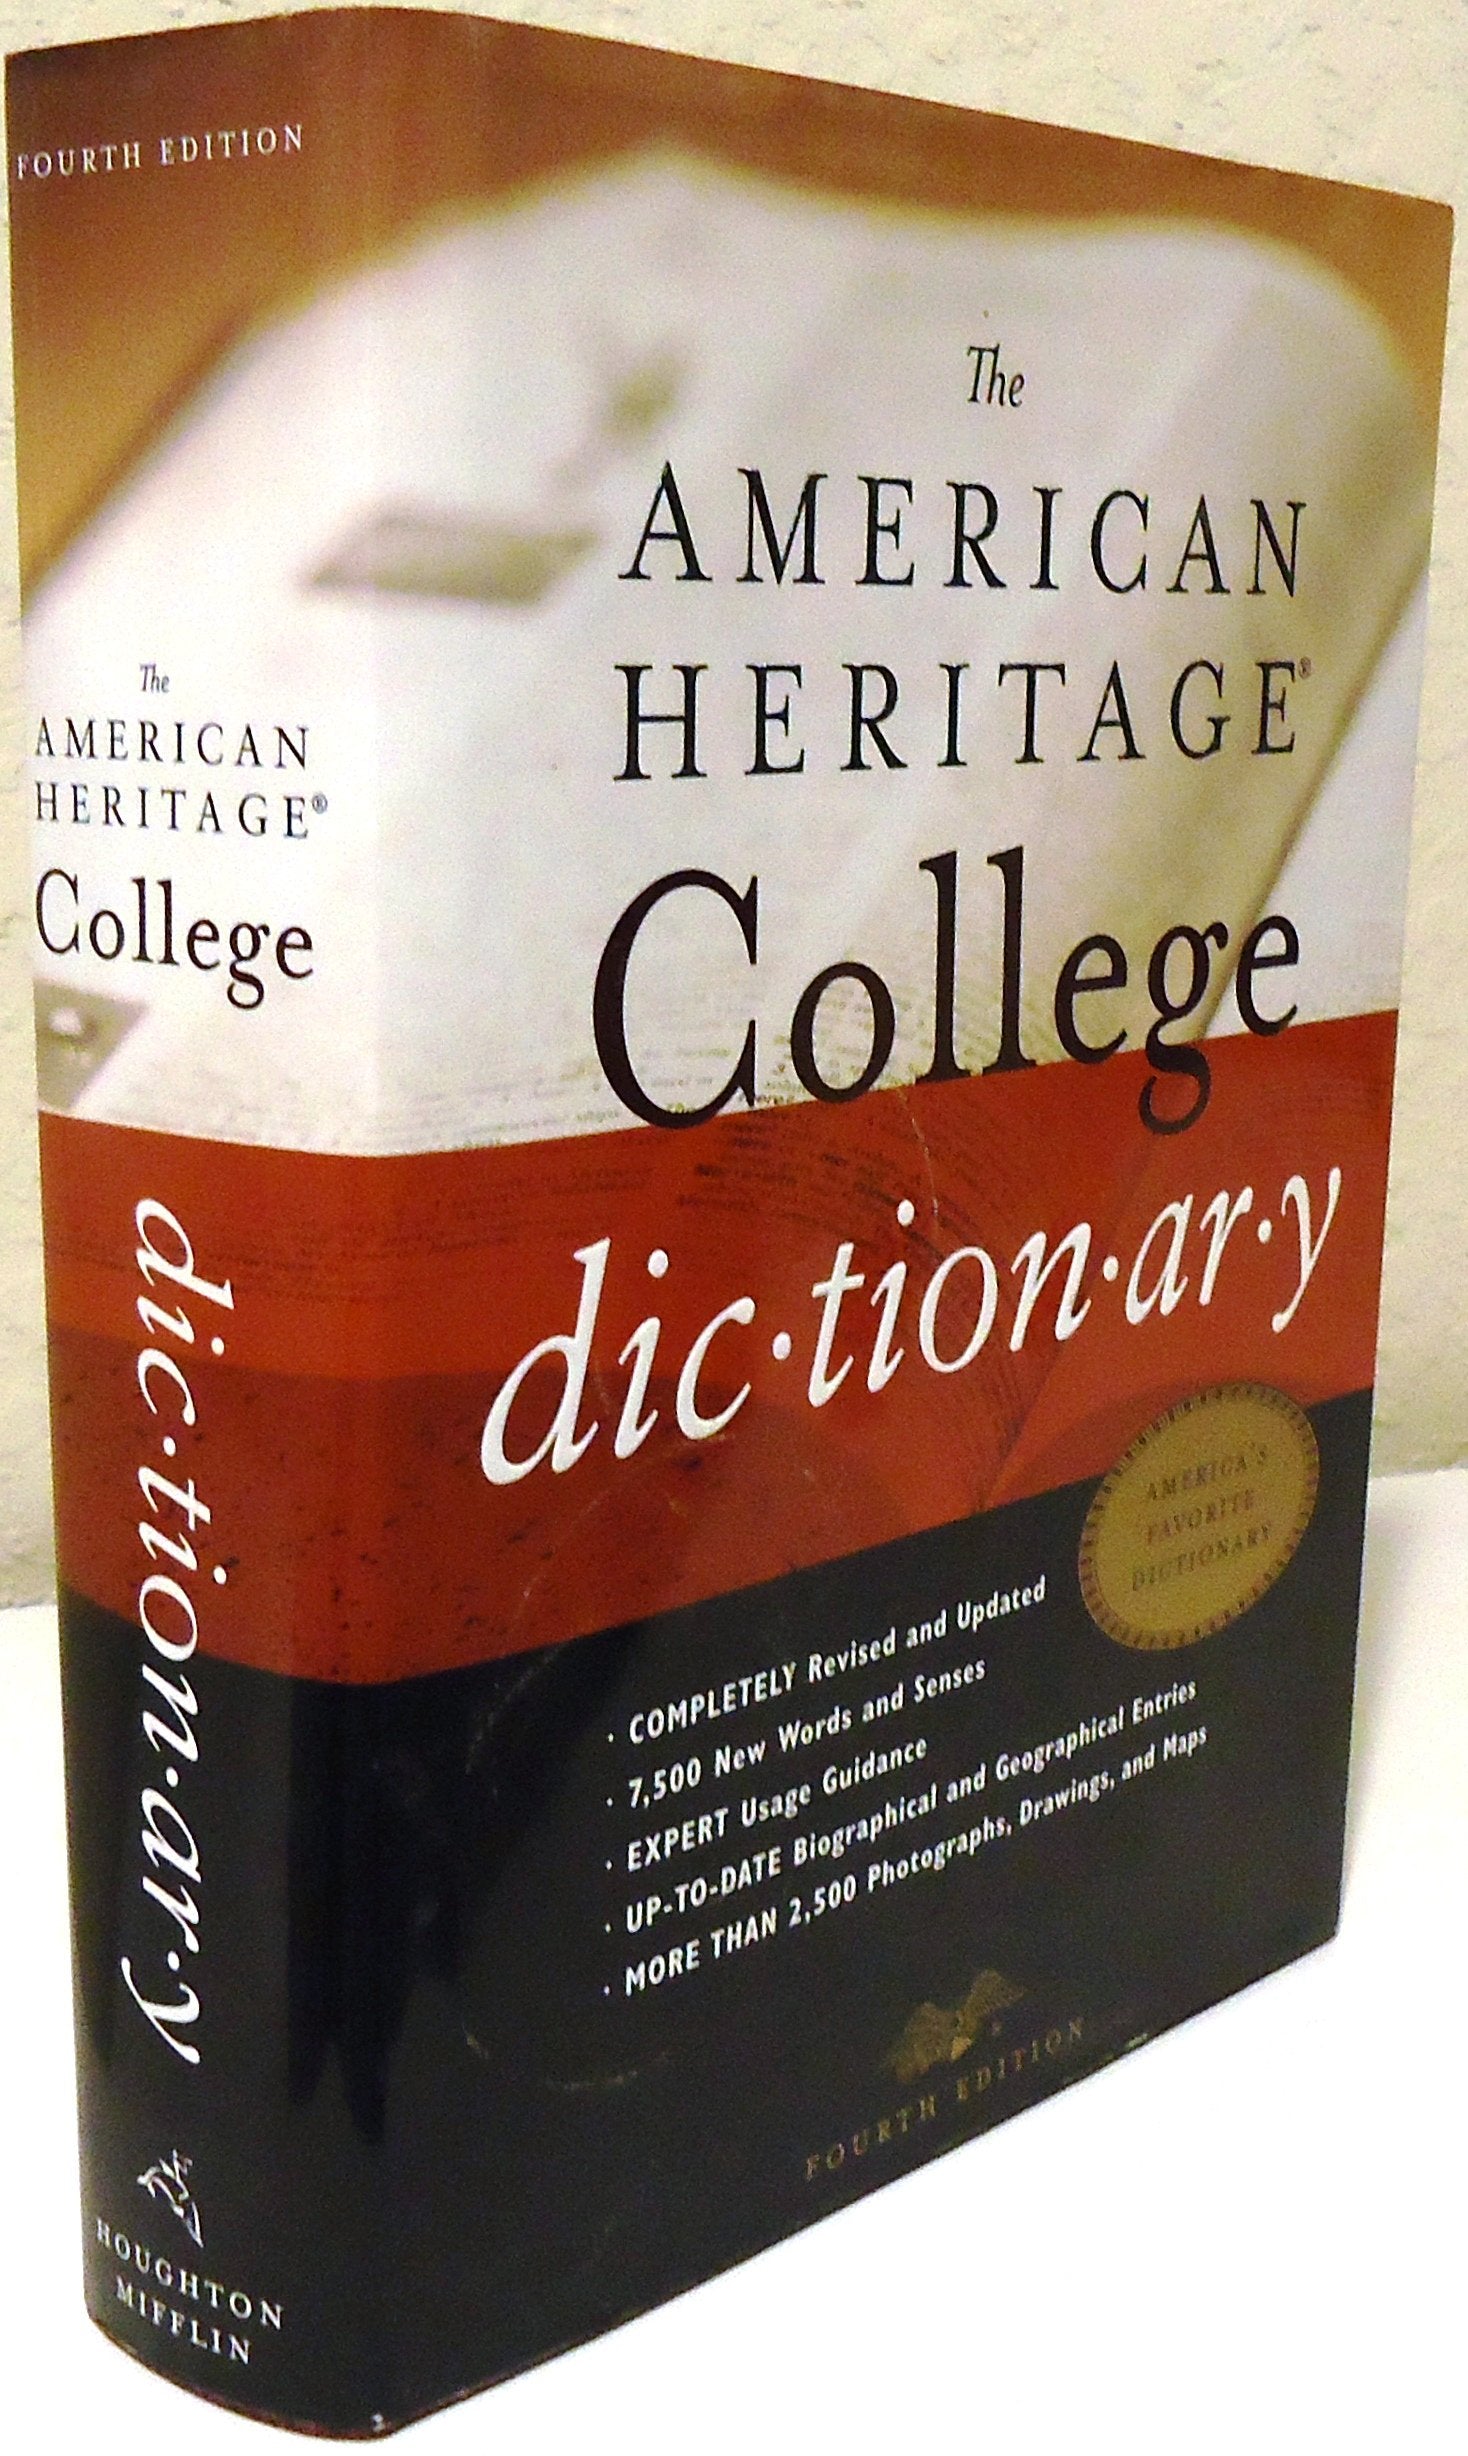 FOURTH EDITION
The
AMERICAN
HERITAGE®
College
dic·tion·ar·y
HOUGHTON
MIFFLIN
The
AMERICAN
HERITAGE®
College
dic·tion·ar·y
AMERICA'S
FAVORITE
DICTIONARY
· COMPLETELY Revised and Updated
· 7,500 New Words and Senses
· EXPERT Usage Guidance
· UP-TO-DATE Biographical and Geographical Entries
· MORE THAN 2,500 Photographs, Drawings, and Maps
FOURTH EDITION